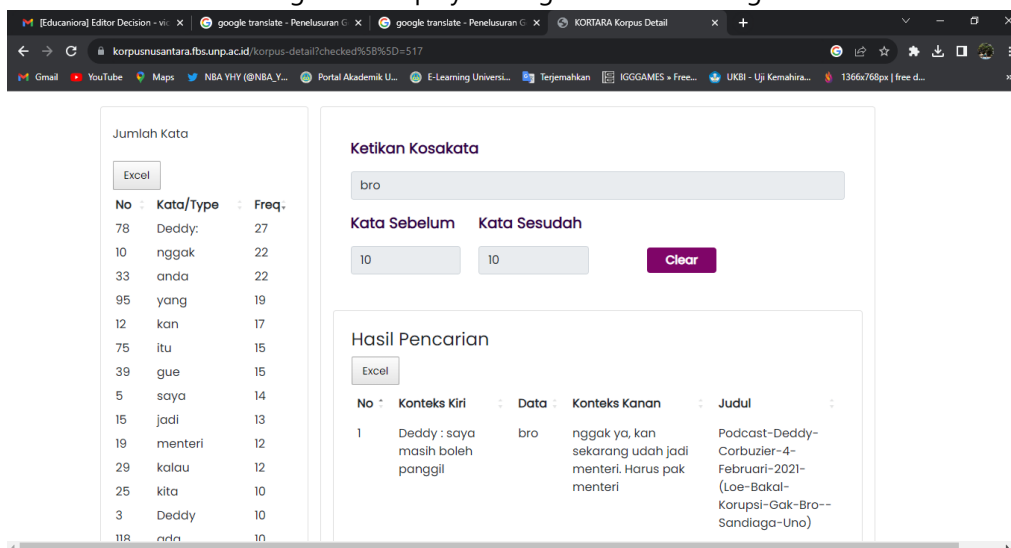 [Educaniora] Editor Decision - vic
google translate - Penelusuran G
google translate - Penelusuran G
KORTARA Korpus Detail
korpusnusantara.fbs.unp.ac.id/korpus-detail?checked%5B%5D=517
Gmail YouTube Maps NBA YHY (@NBA_Y... Portal Akademik U... E-Learning Universi... Terjemahkan IGGGAMES » Free... UKBI - Uji Kemahira... 1366x768px | free d...
Jumlah Kata
Excel
No Kata/Type Freq.
78 Deddy: 27
10 nggak 22
33 anda 22
95 yang 19
12 kan 17
75 itu 15
39 gue 15
5 saya 14
15 jadi 13
19 menteri 12
29 kalau 12
25 kita 10
3 Deddy 10
118 ada 10
Ketikan Kosakata
bro
Kata Sebelum Kata Sesudah
10 10 Clear
Hasil Pencarian
Excel
No Konteks Kiri Data Konteks Kanan Judul
1 Deddy : saya bro nggak ya, kan Podcast-Deddy-
masih boleh sekarang udah jadi Corbuzier-4-
panggil menteri. Harus pak Februari-2021-
menteri (Loe-Bakal-
Korupsi-Gak-Bro--
Sandiaga-Uno)